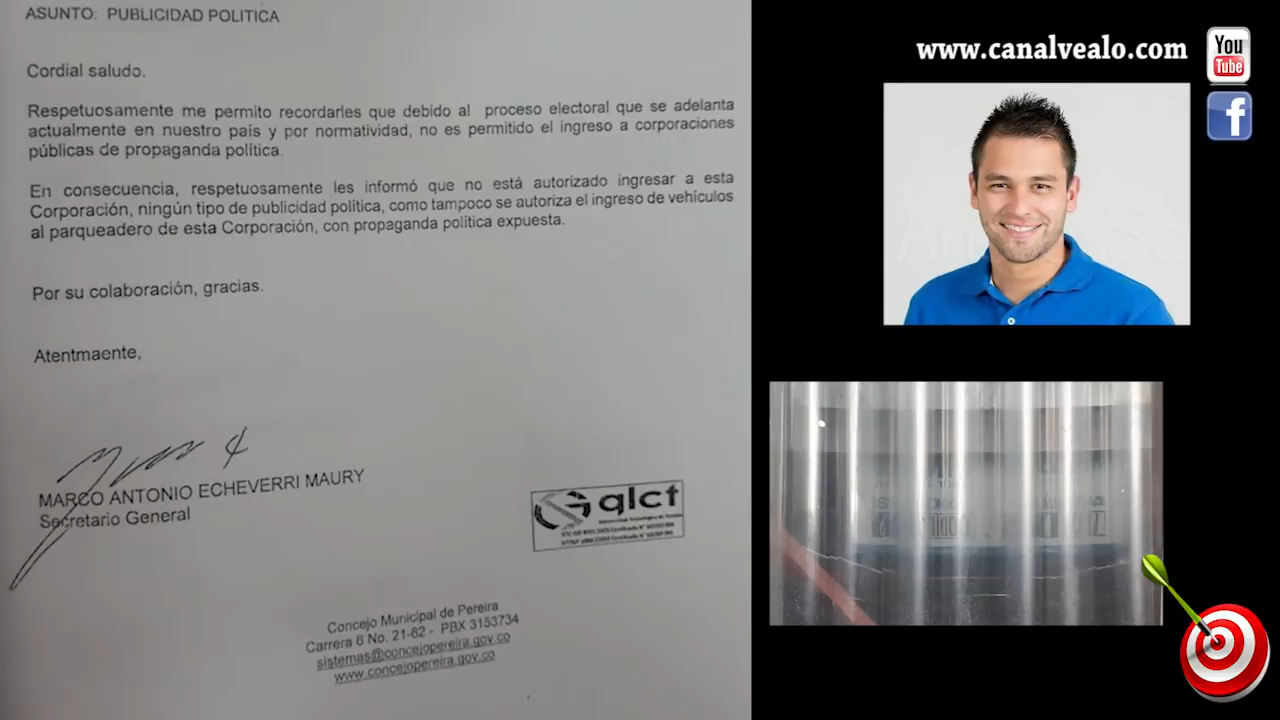 ASUNTO: PUBLICIDAD POLITICA
Cordial saludo.
Respetuosamente me permito recordarles que debido al proceso electoral que se adelanta
actualmente en nuestro país y por normatividad, no es permitido el ingreso a corporaciones
públicas de propaganda política.
En consecuencia, respetuosamente les informó que no está autorizado ingresar a esta
Corporación, ningún tipo de publicidad política, como tampoco se autoriza el ingreso de vehículos
al parqueadero de esta Corporación, con propaganda política expuesta.
Por su colaboración, gracias.
Atentmaente,
MARCO ANTONIO ECHEVERRI MAURY
Secretario General
qlct
Concejo Municipal de Pereira
Carrera 6 No. 21-62 - PBX 3153734
sistemas@concejopereira.gov.co
www.concejopereira.gov.co
www.canalvealo.com
You
Tube
f